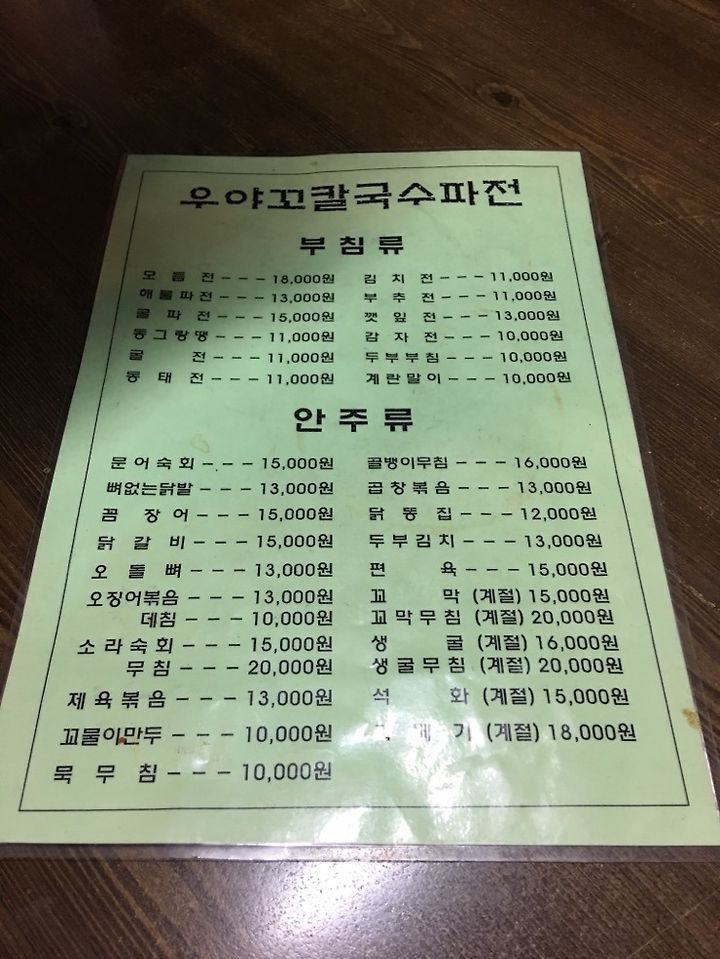 우야꼬칼국수파전
부침류
모듬전 - - - 18,000원 김치전 - - - 11,000원
해물파전 - - - 13,000원 부추전 - - - 11,000원
굴파전 - - - 15,000원 깻잎전 - - - 13,000원
동그랑땡 - - - 11,000원 감자전 - - - 10,000원
굴전 - - - 11,000원 두부부침 - - - 10,000원
동태전 - - - 11,000원 계란말이 - - - 10,000원
안주류
문어숙회 - - - 15,000원 골뱅이무침 - - - 16,000원
뼈없는닭발 - - - 13,000원 곱창볶음 - - - 13,000원
꼼장어 - - - 15,000원 닭똥집 - - - 12,000원
닭갈비 - - - 15,000원 두부김치 - - - 13,000원
오돌뼈 - - - 13,000원 편육 - - - 15,000원
오징어볶음 - - - 13,000원 꼬막 (계절) 15,000원
데침 - - - 10,000원 꼬막무침 (계절) 20,000원
소라숙회 - - - 15,000원 생굴 (계절) 16,000원
무침 - - - 20,000원 생굴무침 (계절) 20,000원
제육볶음 - - - 13,000원 석화 (계절) 15,000원
꼬물이만두 - - - 10,000원 메기 (계절) 18,000원
묵무침 - - - 10,000원